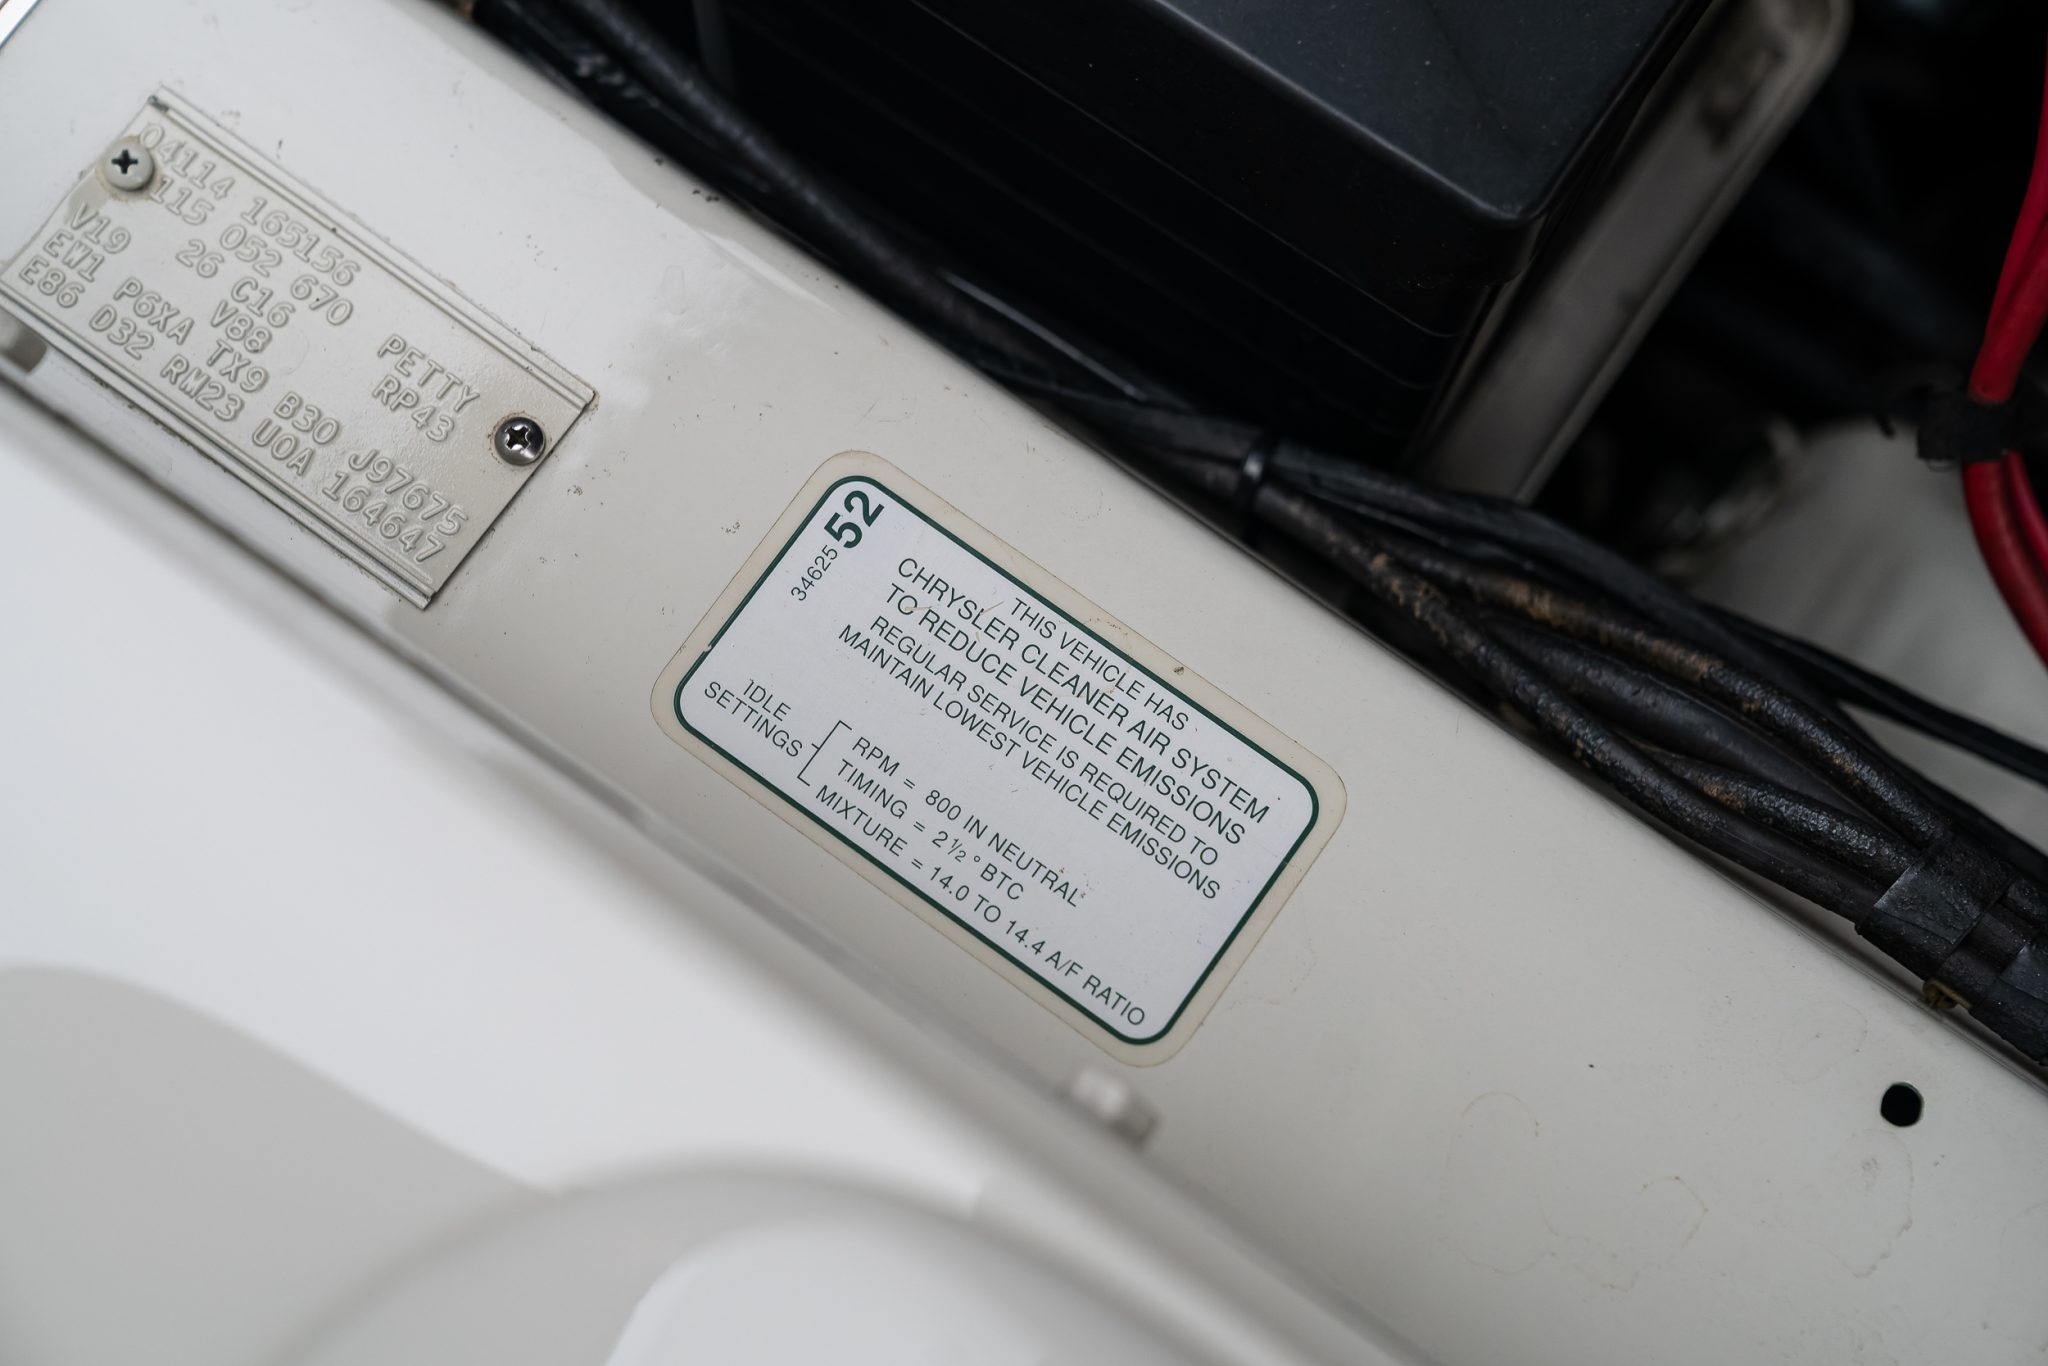 04114 165156
115 052 670 PETTY
V19 26 C16 V88 RP43
EW1 P6XA TX9 B30 J97675
E86 D32 RM23 UOA 164647
34625 52
THIS VEHICLE HAS
CHRYSLER CLEANER AIR SYSTEM
TO REDUCE VEHICLE EMISSIONS
REGULAR SERVICE IS REQUIRED TO
MAINTAIN LOWEST VEHICLE EMISSIONS
IDLE
SETTINGS
RPM = 800 IN NEUTRAL
TIMING = 2 ½ ° BTC
MIXTURE = 14.0 TO 14.4 A/F RATIO